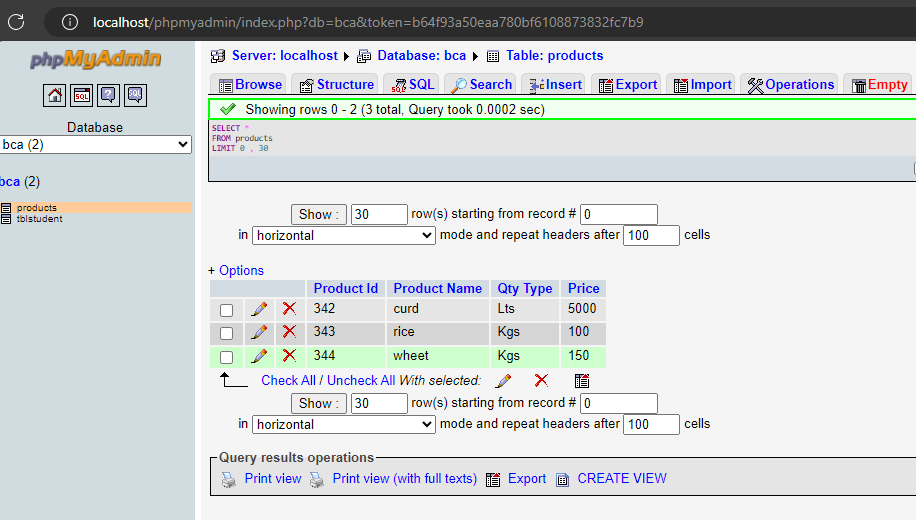 localhost/phpmyadmin/index.php?db=bca&token=b64f93a50eaa780bf6108873832fc7b9
phpMyAdmin
SQL
Database
bca (2)
bca (2)
products
tblstudent
Server: localhost Database: bca Table: products
Browse Structure SQL Search Insert Export Import Operations Empty
Showing rows 0 - 2 (3 total, Query took 0.0002 sec)
SELECT *
FROM products
LIMIT 0 , 30
Show : 30 row(s) starting from record # 0
in horizontal mode and repeat headers after 100 cells
+ Options
Product Id Product Name Qty Type Price
342 curd Lts 5000
343 rice Kgs 100
344 wheet Kgs 150
Check All / Uncheck All With selected:
Show : 30 row(s) starting from record # 0
in horizontal mode and repeat headers after 100 cells
Query results operations
Print view Print view (with full texts) Export CREATE VIEW